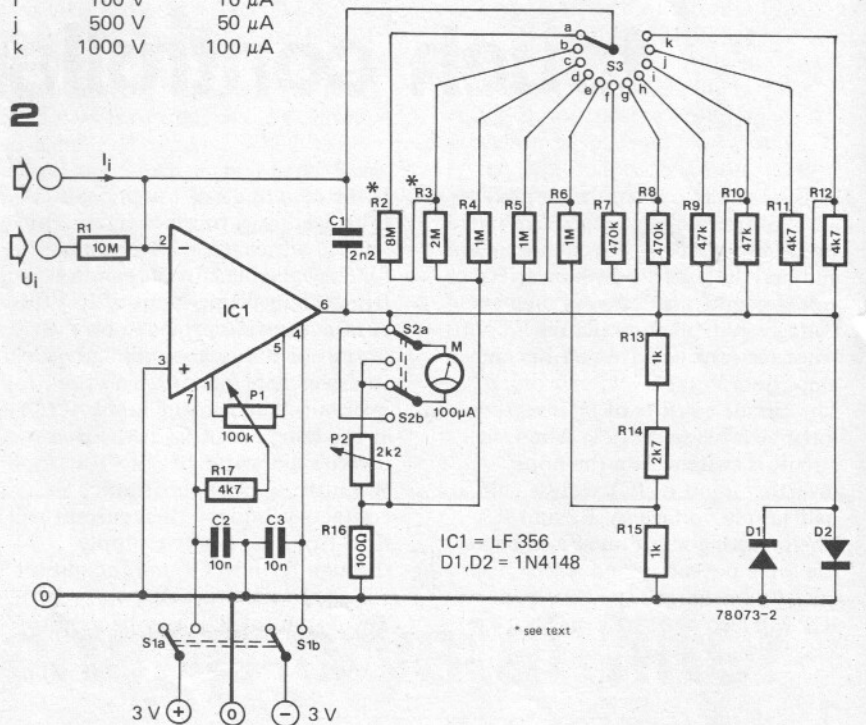 i 100 V 10 µA
j 500 V 50 µA
k 1000 V 100 µA
2
a
b
c
d
e
f
g
h
i
j
k
S3
Ii
R1
10M
Ui
2
3
IC1
6
7
1
5
4
P1
100k
R17
4k7
C1
2n2
C2
10n
C3
10n
* R2
8M
* R3
2M
R4
1M
R5
1M
R6
1M
R7
470k
R8
470k
R9
47k
R10
47k
R11
4k7
R12
4k7
S2a
S2b
M
100µA
P2
2k2
R16
100Ω
R13
1k
R14
2k7
R15
1k
D1
D2
IC1 = LF 356
D1,D2 = 1N4148
78073-2
* see text
0
S1a
S1b
3 V +
0
− 3 V